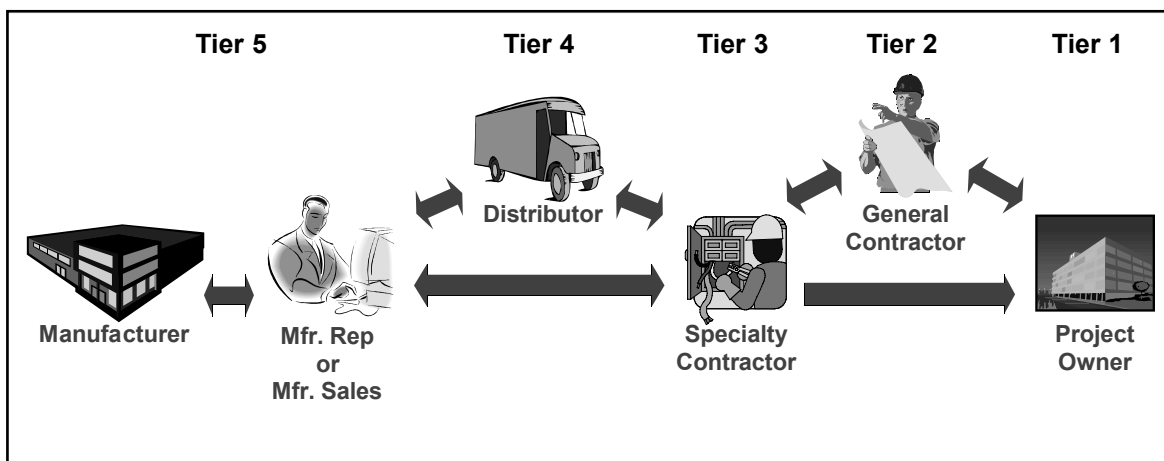 Tier 5
Tier 4
Tier 3
Tier 2
Tier 1
Manufacturer
Mfr. Rep
or
Mfr. Sales
Distributor
Specialty
Contractor
General
Contractor
Project
Owner